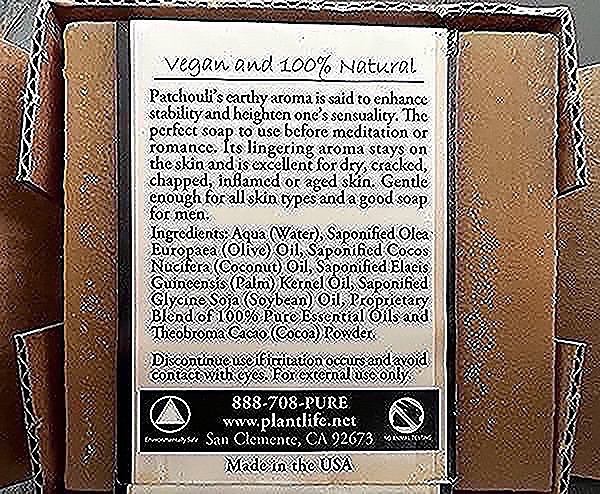 Vegan and 100% Natural
Patchouli's earthy aroma is said to enhance
stability and heighten one's sensuality. The
perfect soap to use before meditation or
romance. Its lingering aroma stays on
the skin and is excellent for dry, cracked,
chapped, inflamed or aged skin. Gentle
enough for all skin types and a good soap
for men.
Ingredients: Aqua (Water), Saponified Olea
Europaea (Olive) Oil, Saponified Cocos
Nucifera (Coconut) Oil, Saponified Elaeis
Guineensis (Palm) Kernel Oil, Saponified
Glycine Soja (Soybean) Oil, Proprietary
Blend of 100% Pure Essential Oils and
Theobroma Cacao (Cocoa) Powder.
Discontinue use if irritation occurs and avoid
contact with eyes. For external use only.
888-708-PURE
www.plantlife.net
San Clemente, CA 92673
Environmentally Safe
NO ANIMAL TESTING
Made in the USA